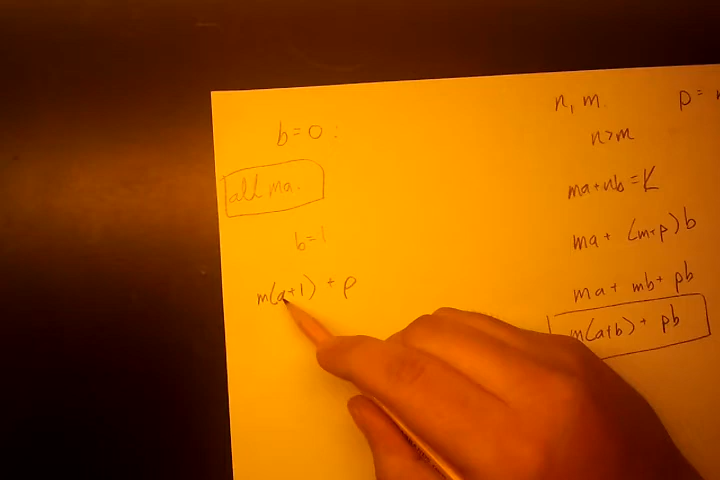 b=0:
all ma.
b=1
m(a+1) + p
n, m.
p=
n>m
ma+nb=K
ma + (m+p)b
ma + mb + pb
m(a+b) + pb